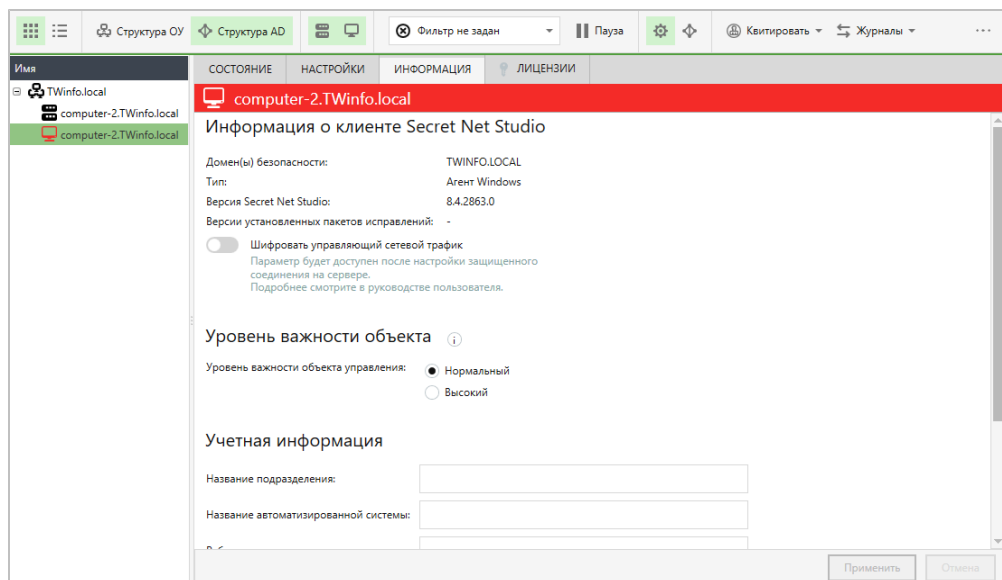 Структура ОУ
Структура AD
Фильтр не задан
Пауза
Квитировать
Журналы
Имя
TWinfo.local
computer-2.TWinfo.local
computer-2.TWinfo.local
СОСТОЯНИЕ
НАСТРОЙКИ
ИНФОРМАЦИЯ
ЛИЦЕНЗИИ
computer-2.TWinfo.local
Информация о клиенте Secret Net Studio
Домен(ы) безопасности: TWINFO.LOCAL
Тип: Агент Windows
Версия Secret Net Studio: 8.4.2863.0
Версии установленных пакетов исправлений: -
Шифровать управляющий сетевой трафик
Параметр будет доступен после настройки защищенного
соединения на сервере.
Подробнее смотрите в руководстве пользователя.
Уровень важности объекта
Уровень важности объекта управления: Нормальный
Высокий
Учетная информация
Название подразделения:
Название автоматизированной системы:
Применить
Отмена